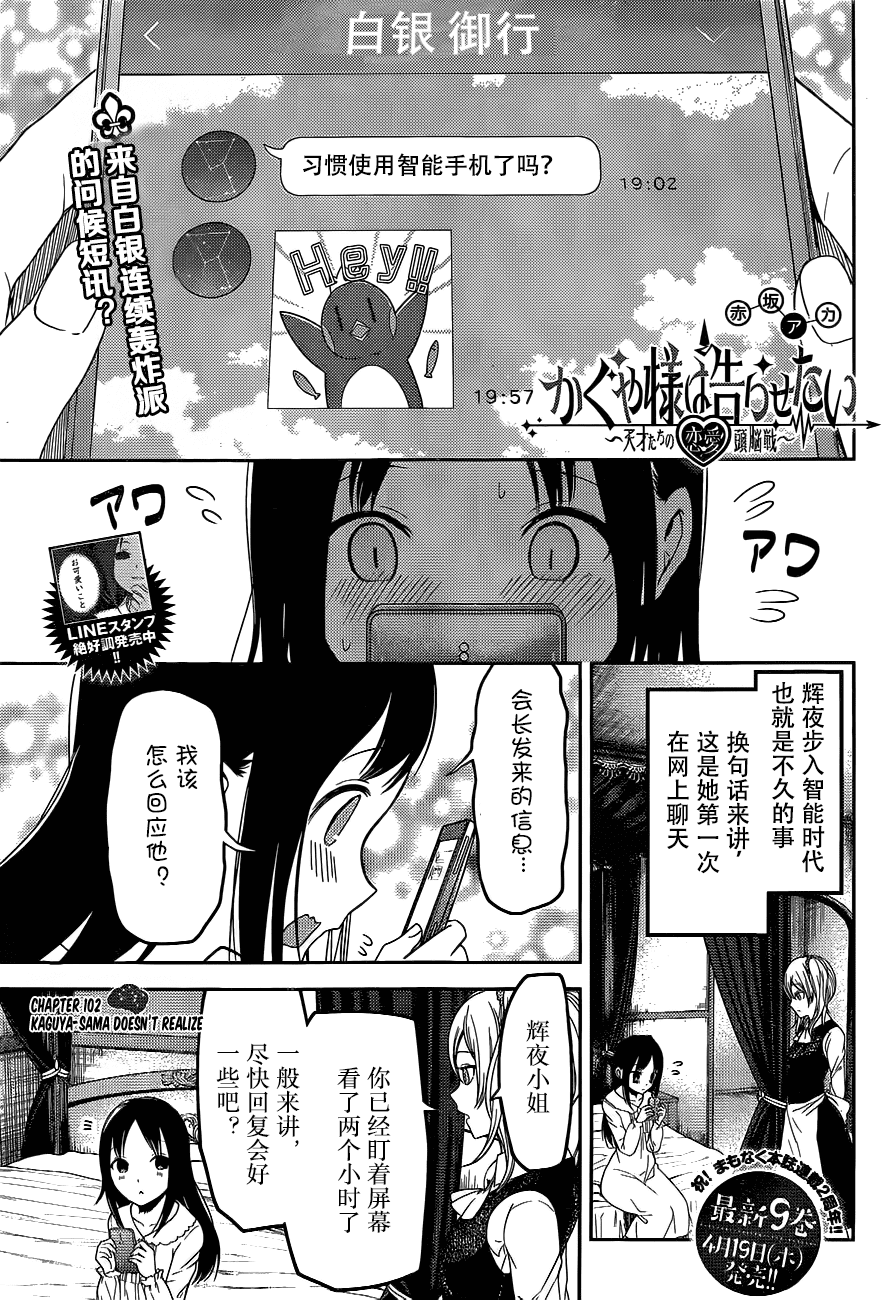 白银 御行
习惯使用智能手机了吗？
19:02
Hey!!
19:57
来自白银连续轰炸派
的问候短讯？
赤坂アカ
かぐや様は告らせたい
～天才たちの恋愛頭脳戦～
アワ
アワ
お可愛いこと
LINEスタンプ
絶好調発売中
!!
8
辉夜步入智能时代
也就是不久的事
换句话来讲，
这是她第一次
在网上聊天
会长发来的信息…
我该
怎么回应他？
辉夜小姐
你已经盯着屏幕
看了两个小时了
一般来讲，
尽快回复会好
一些吧？
CHAPTER 102
KAGUYA-SAMA DOESN'T REALIZE
祝！まもなく本誌連載2周年!!
最新9巻
4月19日(木)
発売!!